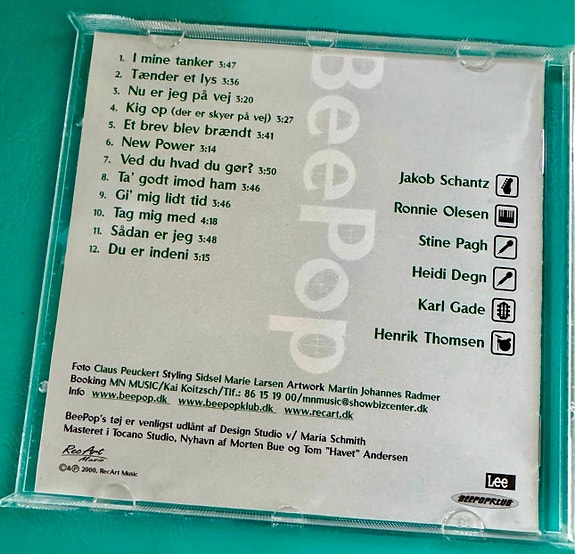 BeePop
1. I mine tanker 3:47
2. Tænder et lys 3:36
3. Nu er jeg på vej 3:20
4. Kig op (der er skyer på vej) 3:27
5. Et brev blev brændt 3:41
6. New Power 3:14
7. Ved du hvad du gør? 3:50
8. Ta' godt imod ham 3:46
9. Gi' mig lidt tid 3:46
10. Tag mig med 4:18
11. Sådan er jeg 3:48
12. Du er indeni 3:15
Jakob Schantz
Ronnie Olesen
Stine Pagh
Heidi Degn
Karl Gade
Henrik Thomsen
Foto Claus Peuckert Styling Sidsel Marie Larsen Artwork Martin Johannes Radmer
Booking MN MUSIC/Kai Koitzsch/Tlf.: 86 15 19 00/mnmusic@showbizcenter.dk
Info www.beepop.dk www.beepopklub.dk www.recart.dk
BeePop's tøj er venligst udlånt af Design Studio v/ Maria Schmith
Masteret i Tocano Studio, Nyhavn af Morten Bue og Tom "Havet" Andersen
RecArt
Music
©&℗ 2000, RecArt Music
Lee
BEEPOPKLUB